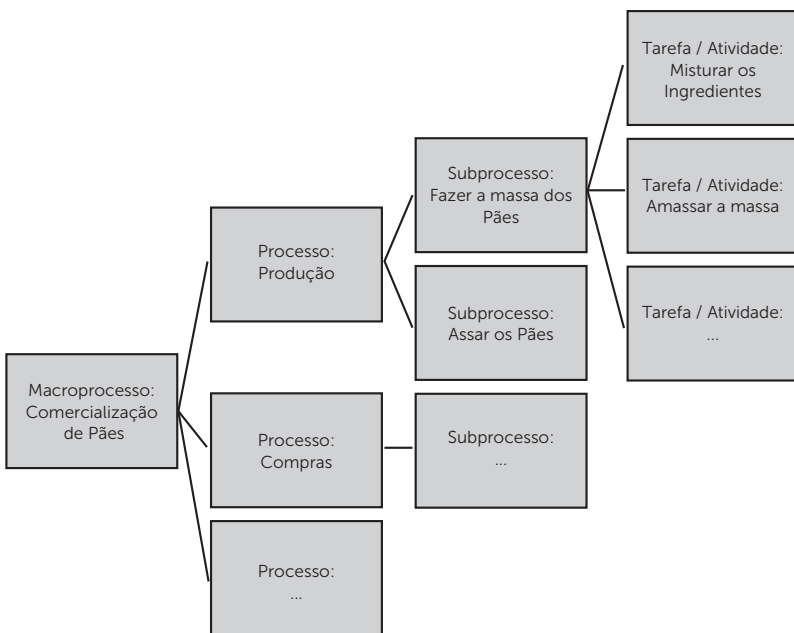 Macroprocesso:
Comercialização
de Pães
Processo:
Produção
Processo:
Compras
Processo:
...
Subprocesso:
Fazer a massa dos
Pães
Subprocesso:
Assar os Pães
Subprocesso:
...
Tarefa / Atividade:
Misturar os
Ingredientes
Tarefa / Atividade:
Amassar a massa
Tarefa / Atividade:
...